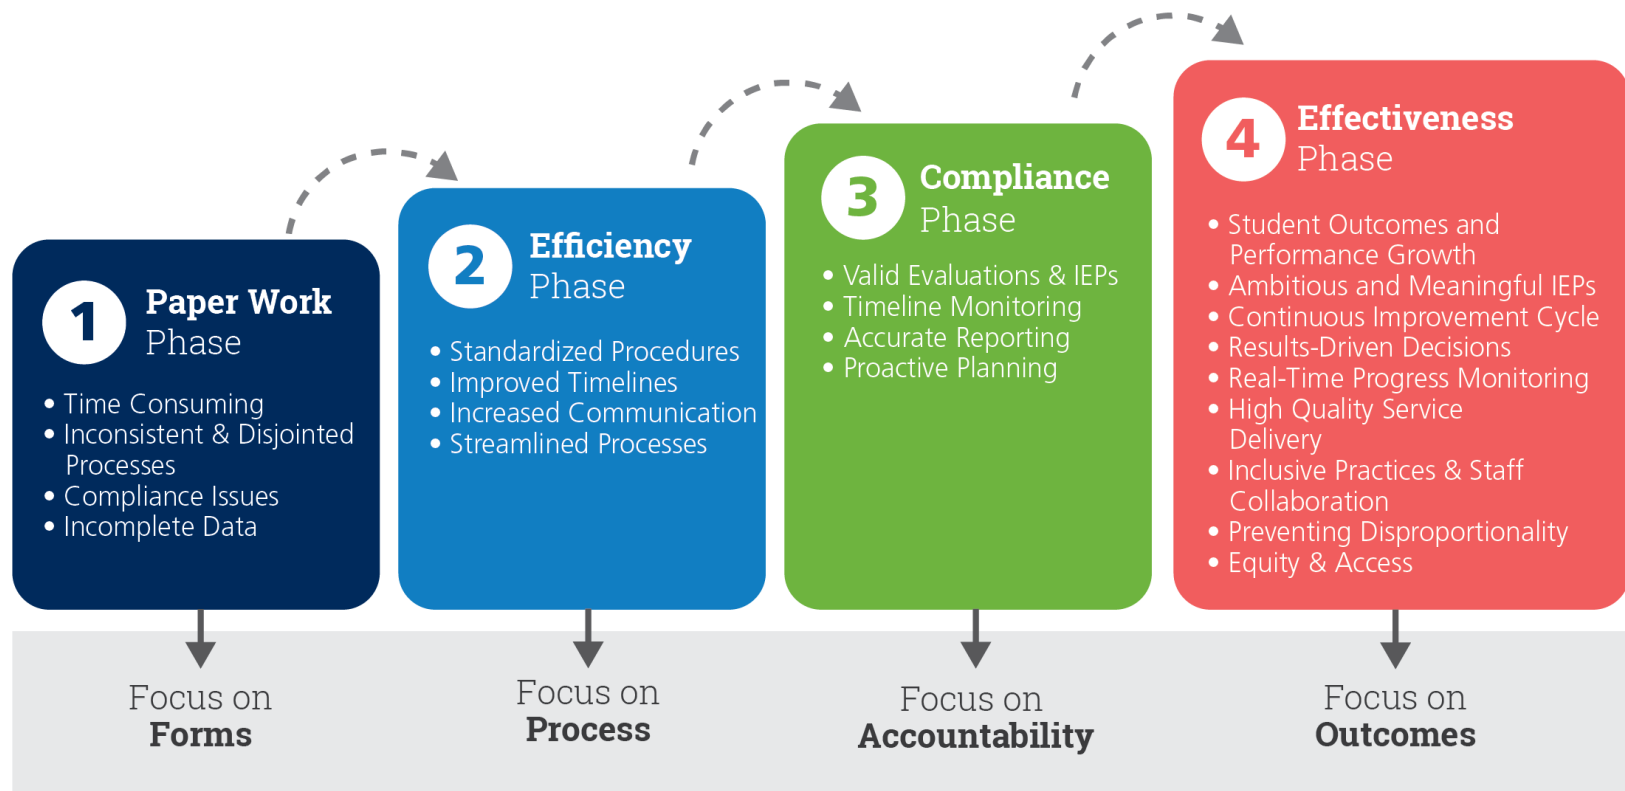 1
Paper Work
Phase
• Time Consuming
• Inconsistent & Disjointed
Processes
• Compliance Issues
• Incomplete Data
Focus on
Forms
2
Efficiency
Phase
• Standardized Procedures
• Improved Timelines
• Increased Communication
• Streamlined Processes
Focus on
Process
3
Compliance
Phase
• Valid Evaluations & IEPs
• Timeline Monitoring
• Accurate Reporting
• Proactive Planning
Focus on
Accountability
4
Effectiveness
Phase
• Student Outcomes and
Performance Growth
• Ambitious and Meaningful IEPs
• Continuous Improvement Cycle
• Results-Driven Decisions
• Real-Time Progress Monitoring
• High Quality Service
Delivery
• Inclusive Practices & Staff
Collaboration
• Preventing Disproportionality
• Equity & Access
Focus on
Outcomes